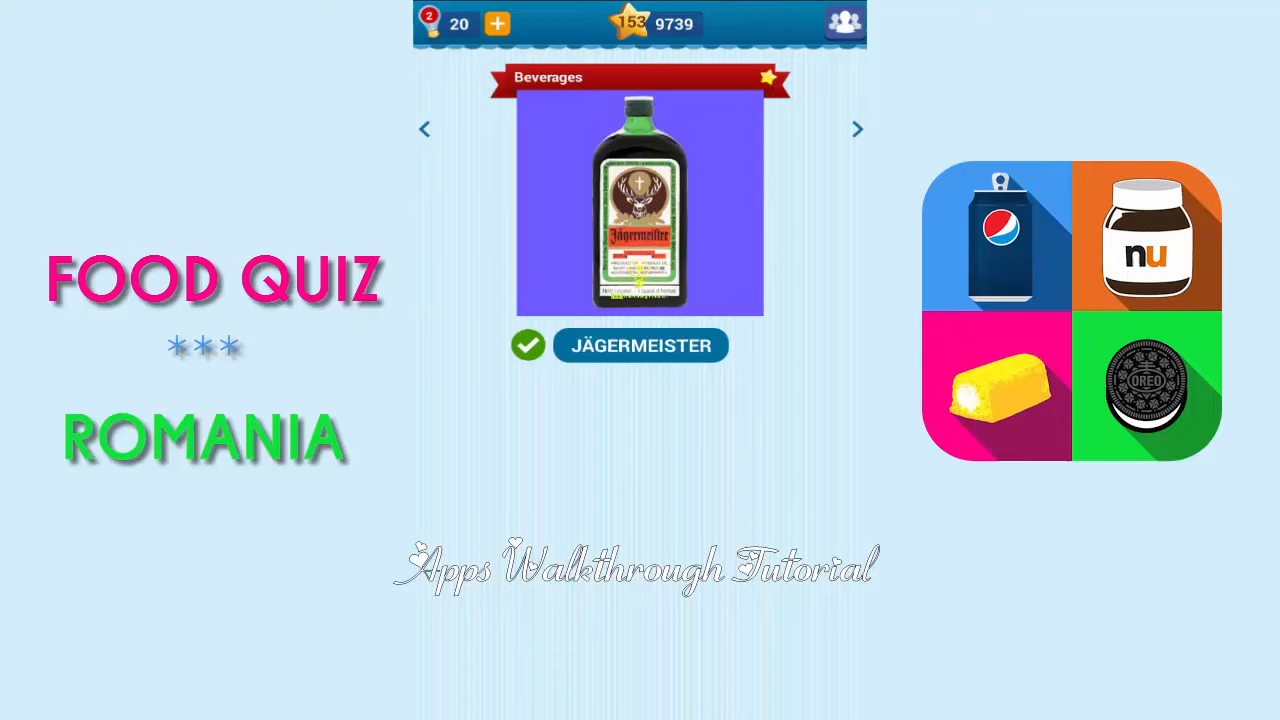 2
20
+
153
9739
Beverages
Jägermeister
JÄGERMEISTER
FOOD QUIZ
***
ROMANIA
nu
OREO
Apps Walkthrough Tutorial